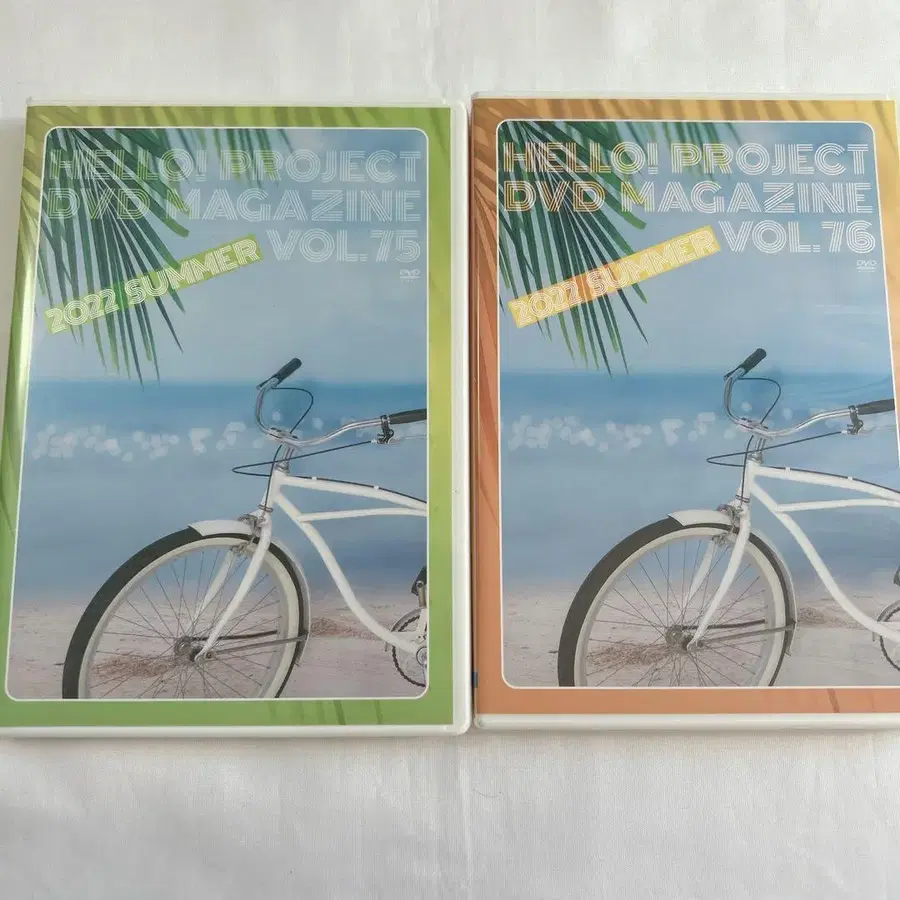 HELLO! PROJECT
DVD MAGAZINE
VOL.75
2022 SUMMER
DVD
HELLO! PROJECT
DVD MAGAZINE
VOL.76
2022 SUMMER
DVD